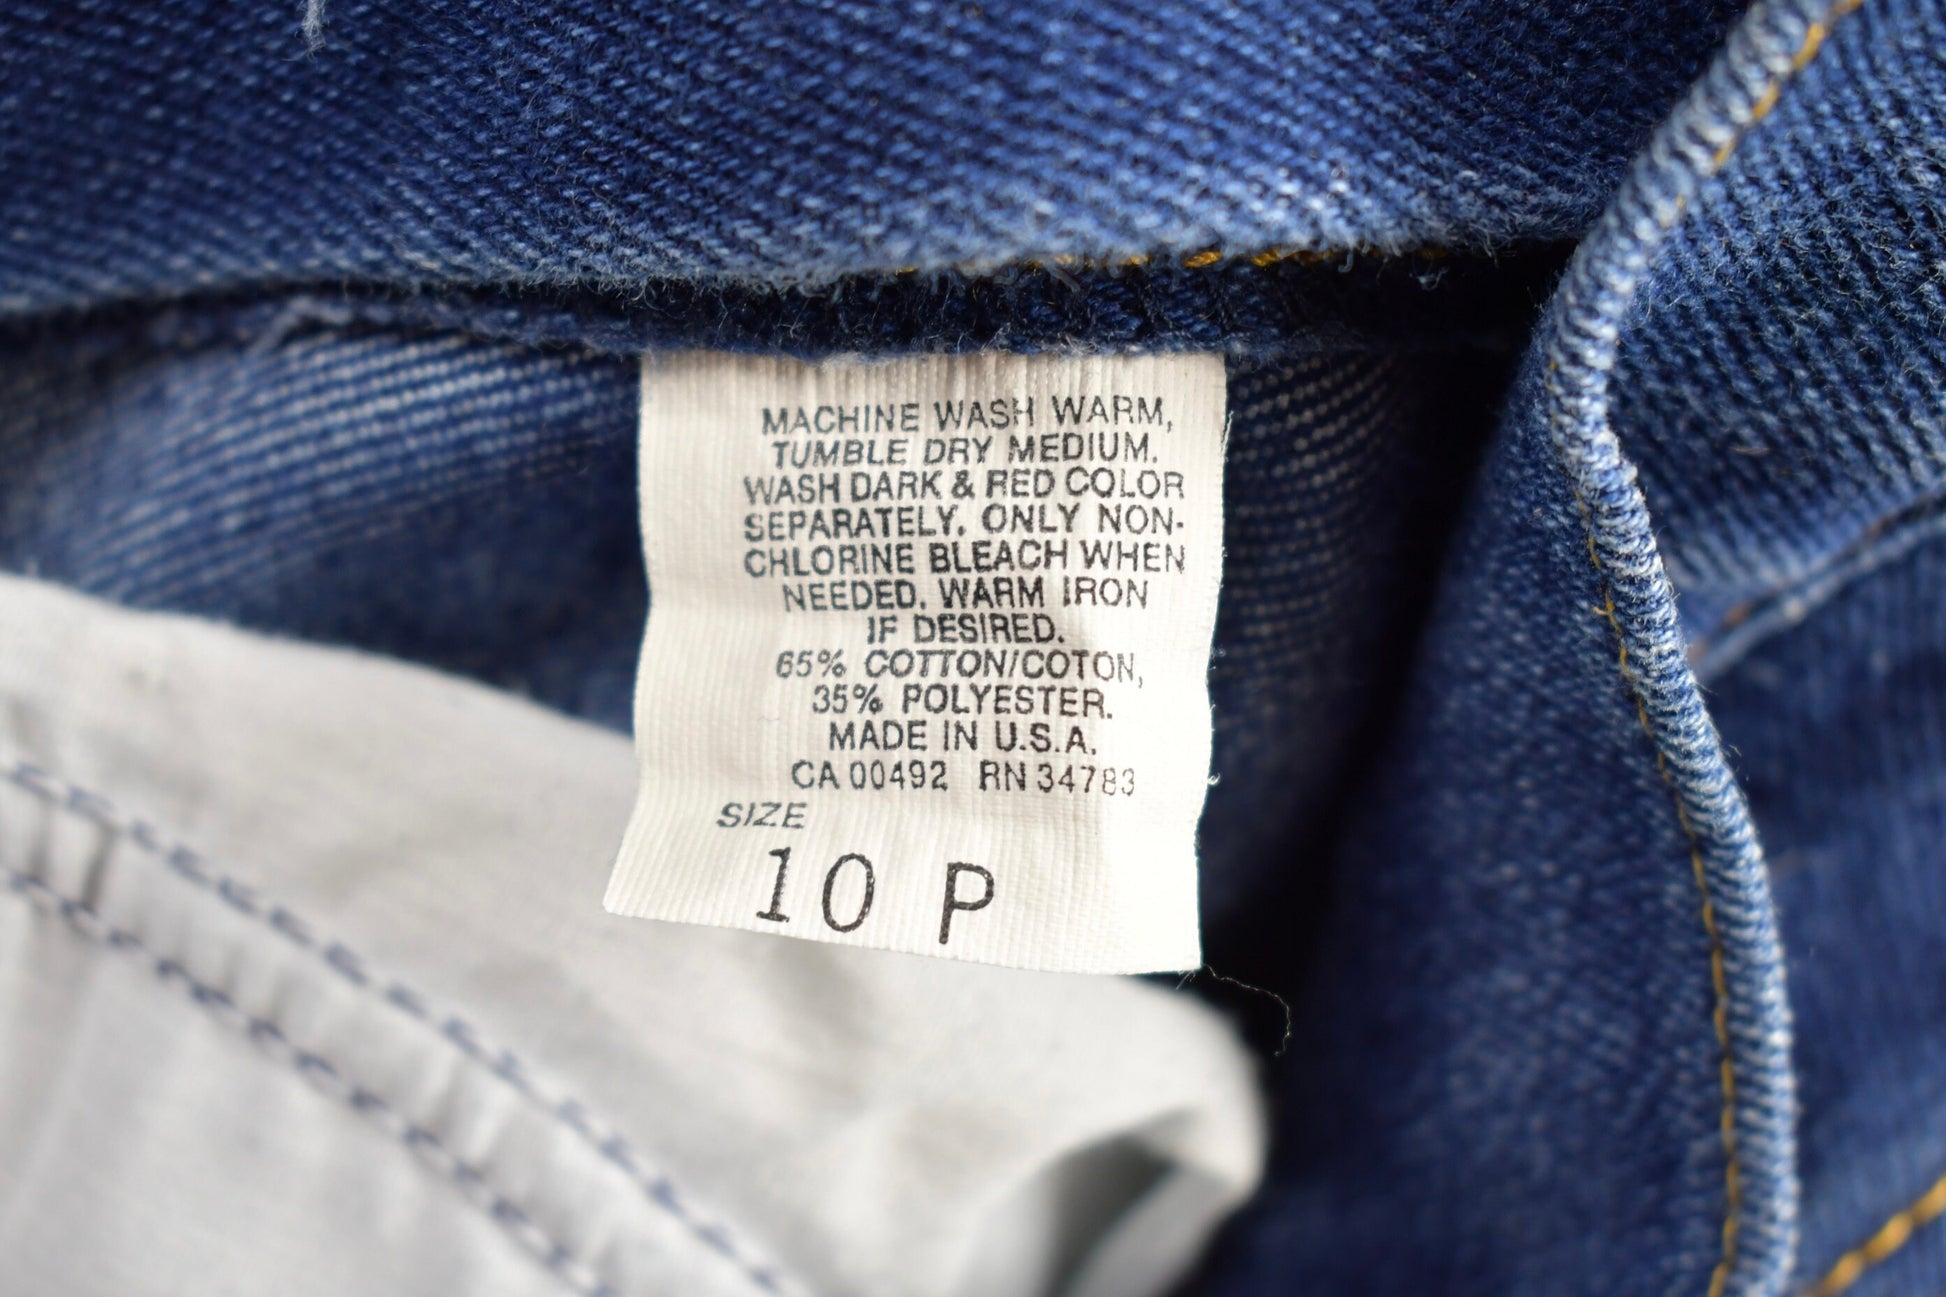 MACHINE WASH WARM,
TUMBLE DRY MEDIUM.
WASH DARK & RED COLOR
SEPARATELY. ONLY NON-
CHLORINE BLEACH WHEN
NEEDED. WARM IRON
IF DESIRED.
65% COTTON/COTON,
35% POLYESTER.
MADE IN U.S.A.
CA 00492 RN 34783
SIZE
10 P